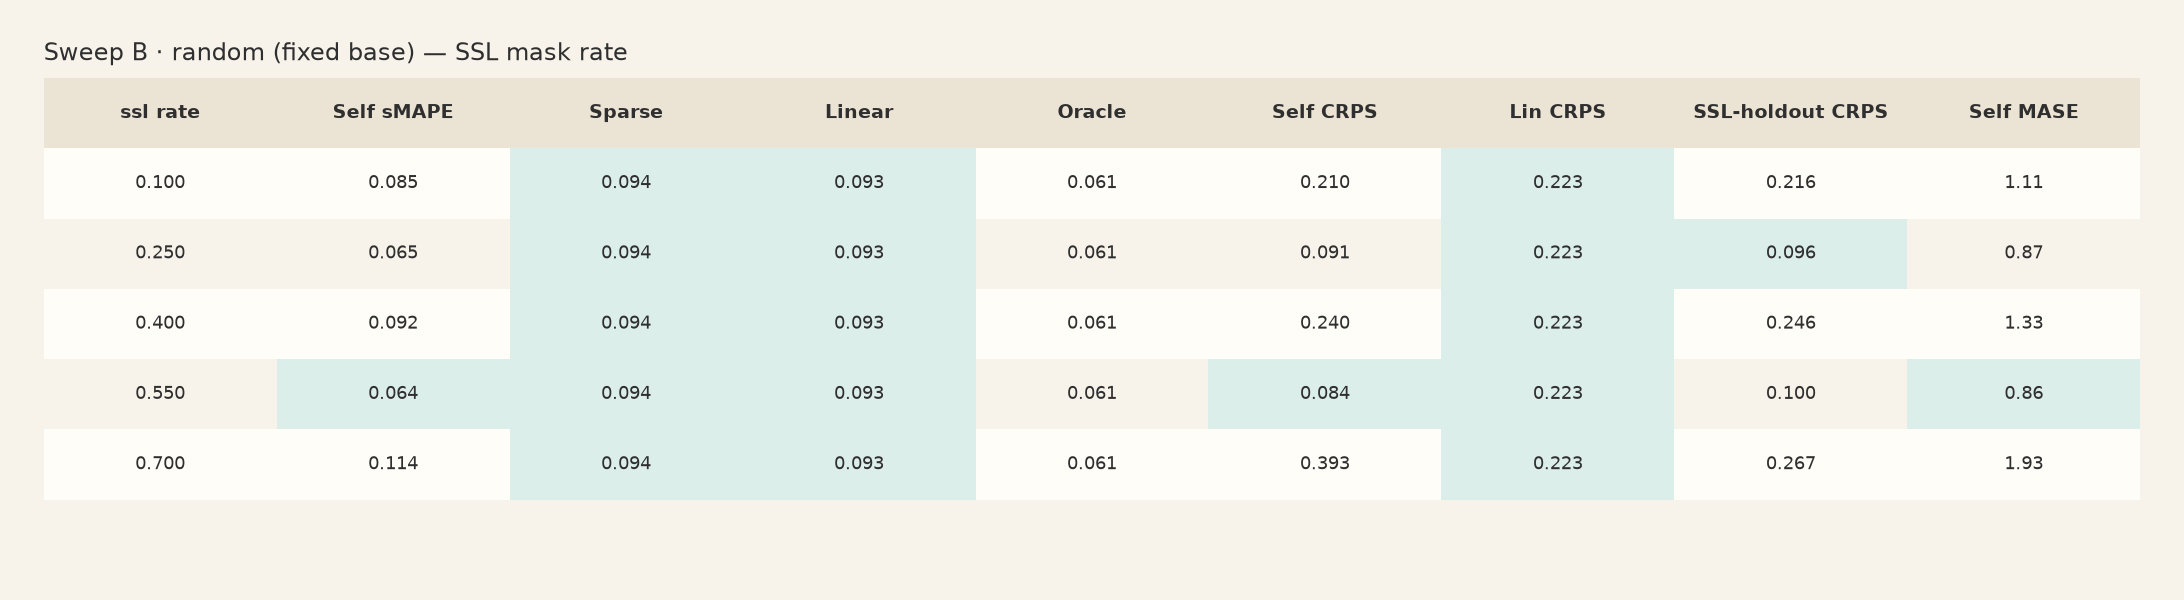 Sweep B · random (fixed base) — SSL mask rate
ssl rate Self sMAPE Sparse Linear Oracle Self CRPS Lin CRPS SSL-holdout CRPS Self MASE
0.100 0.085 0.094 0.093 0.061 0.210 0.223 0.216 1.11
0.250 0.065 0.094 0.093 0.061 0.091 0.223 0.096 0.87
0.400 0.092 0.094 0.093 0.061 0.240 0.223 0.246 1.33
0.550 0.064 0.094 0.093 0.061 0.084 0.223 0.100 0.86
0.700 0.114 0.094 0.093 0.061 0.393 0.223 0.267 1.93